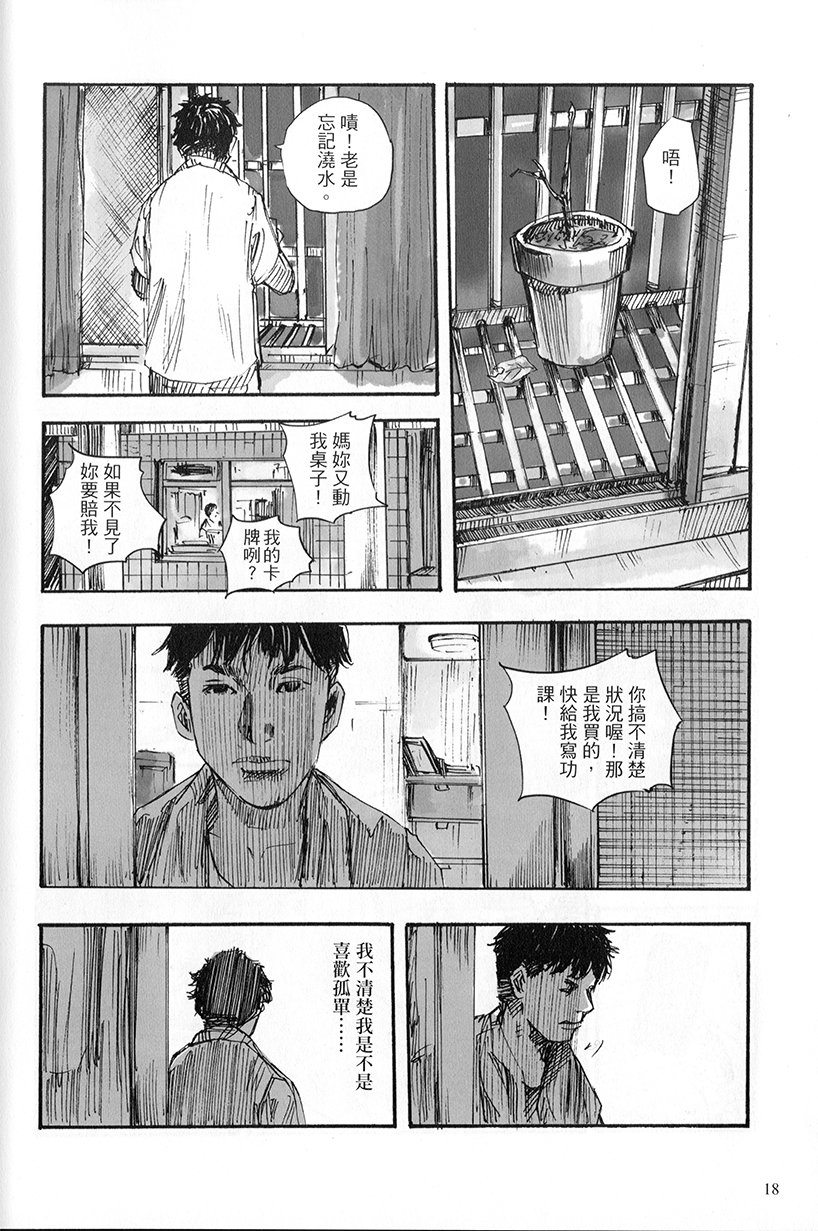 唔！
嘖！老是
忘記澆水。
媽妳又動
我桌子！
我的卡
牌咧？
如果不見了
妳要賠我！
你搞不清楚
狀況喔！那
是我買的，
快給我寫功
課！
我不清楚我是不是
喜歡孤單……
18